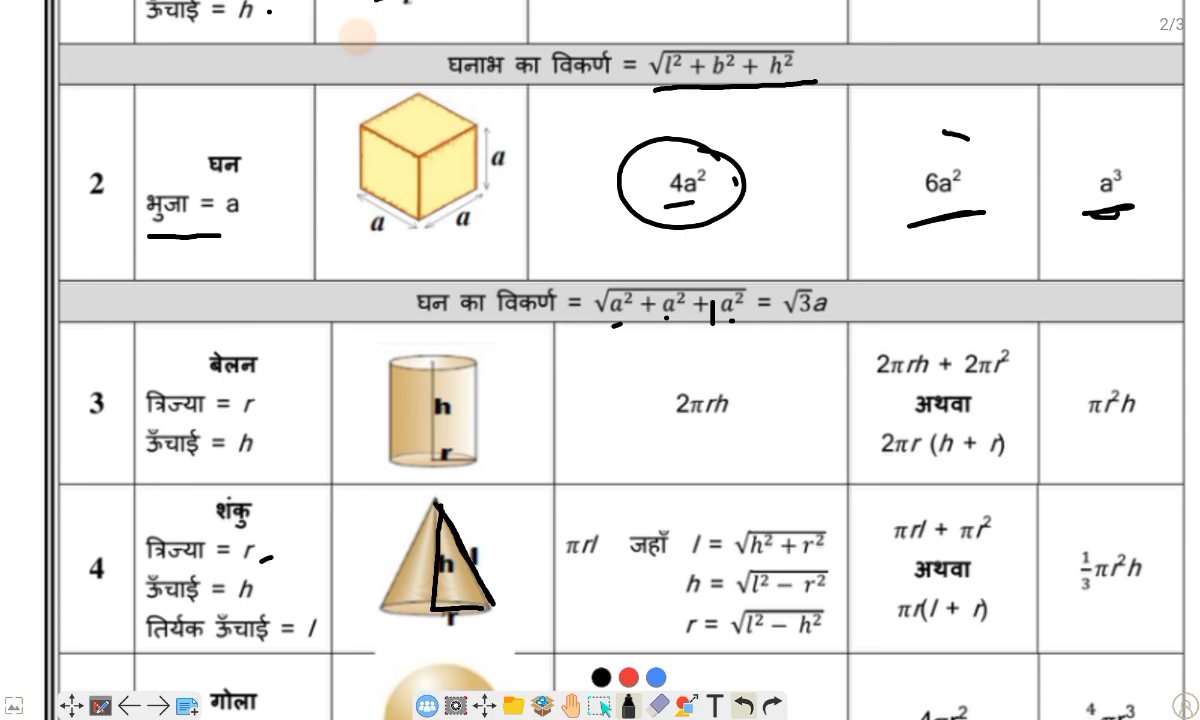 ऊँचाई = h
2/3
घनाभ का विकर्ण = √(l² + b² + h²)
2
घन
भुजा = a
a
a
a
4a²
6a²
a³
घन का विकर्ण = √(a² + a² + a²) = √3a
3
बेलन
त्रिज्या = r
ऊँचाई = h
h
r
2πrh
2πrh + 2πr²
अथवा
2πr (h + r)
πr²h
4
शंकु
त्रिज्या = r
ऊँचाई = h
तिर्यक ऊँचाई = l
h
l
r
πrl जहाँ l = √(h² + r²)
h = √(l² − r²)
r = √(l² − h²)
πrl + πr²
अथवा
πr(l + r)
1/3 πr²h
गोला